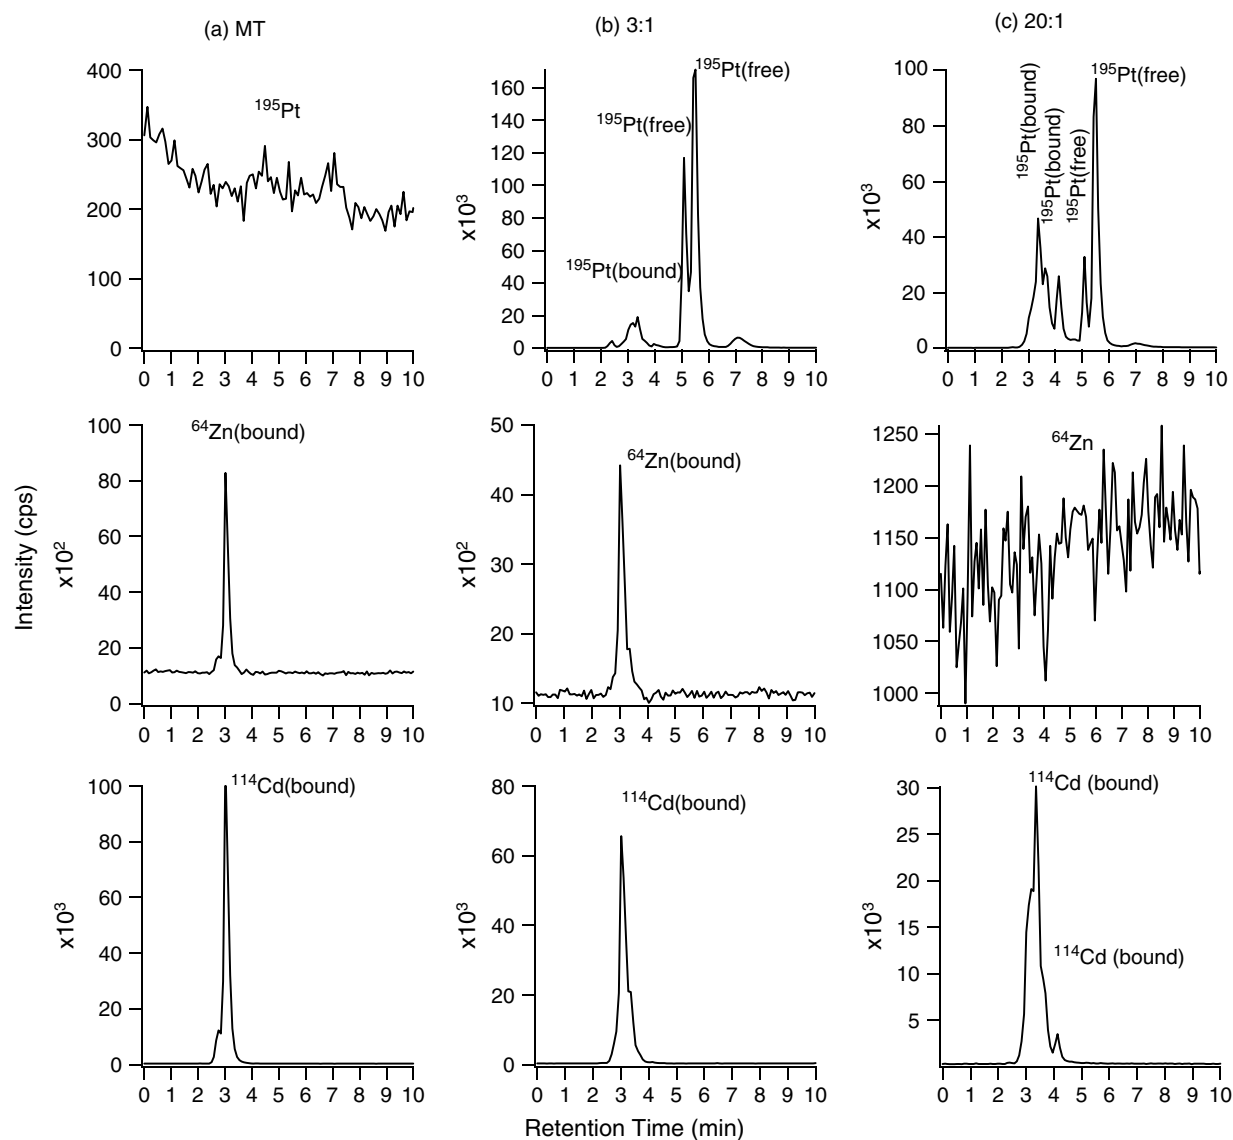 (a) MT
(b) 3:1
(c) 20:1
400
300
200
100
0
¹⁹⁵Pt
0 1 2 3 4 5 6 7 8 9 10
x10³
160
140
120
100
80
60
40
20
0
¹⁹⁵Pt(free)
¹⁹⁵Pt(free)
¹⁹⁵Pt(bound)
0 1 2 3 4 5 6 7 8 9 10
x10³
100
80
60
40
20
0
¹⁹⁵Pt(bound)
¹⁹⁵Pt(bound)
¹⁹⁵Pt(free)
¹⁹⁵Pt(free)
0 1 2 3 4 5 6 7 8 9 10
Intensity (cps)
x10²
100
80
60
40
20
0
⁶⁴Zn(bound)
0 1 2 3 4 5 6 7 8 9 10
x10²
50
40
30
20
10
⁶⁴Zn(bound)
0 1 2 3 4 5 6 7 8 9 10
1250
1200
1150
1100
1050
1000
⁶⁴Zn
0 1 2 3 4 5 6 7 8 9 10
x10³
100
80
60
40
20
0
¹¹⁴Cd(bound)
0 1 2 3 4 5 6 7 8 9 10
x10³
80
60
40
20
0
¹¹⁴Cd(bound)
0 1 2 3 4 5 6 7 8 9 10
x10³
30
25
20
15
10
5
¹¹⁴Cd (bound)
¹¹⁴Cd (bound)
0 1 2 3 4 5 6 7 8 9 10
Retention Time (min)